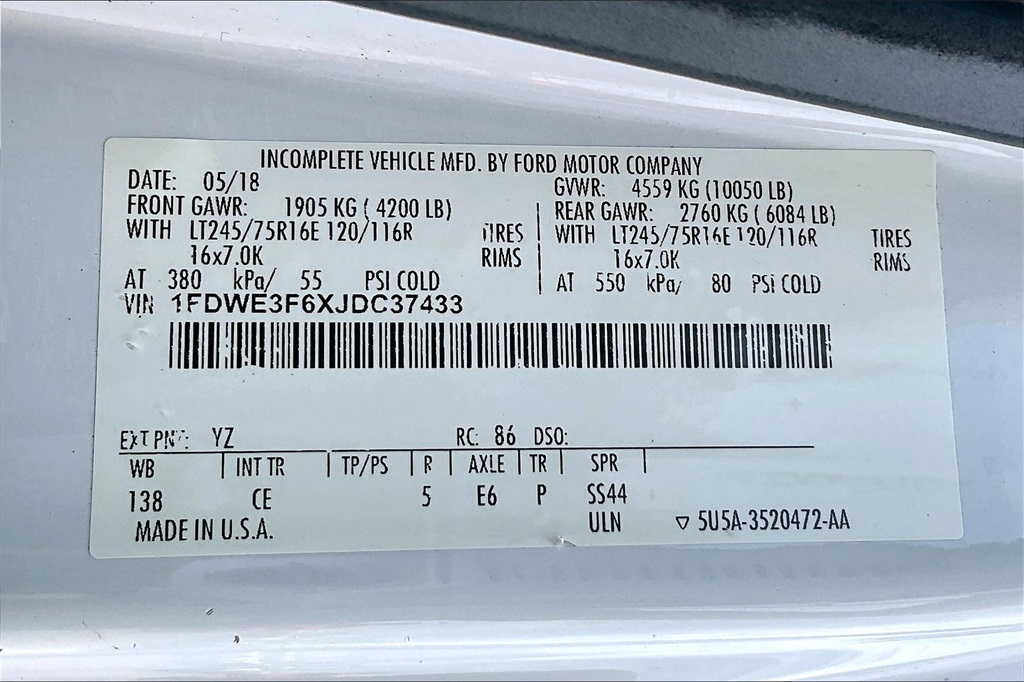 INCOMPLETE VEHICLE MFD. BY FORD MOTOR COMPANY
DATE: 05/18 GVWR: 4559 KG (10050 LB)
FRONT GAWR: 1905 KG ( 4200 LB) REAR GAWR: 2760 KG ( 6084 LB)
WITH LT245/75R16E 120/116R TIRES WITH LT245/75R16E 120/116R TIRES
16x7.0K RIMS 16x7.0K RIMS
AT 380 kPa/ 55 PSI COLD AT 550 kPa/ 80 PSI COLD
VIN 1FDWE3F6XJDC37433
EXT PNT: YZ RC: 86 DSO:
WB INT TR TP/PS R AXLE TR SPR
138 CE 5 E6 P SS44
MADE IN U.S.A. ULN ▽ 5U5A-3520472-AA